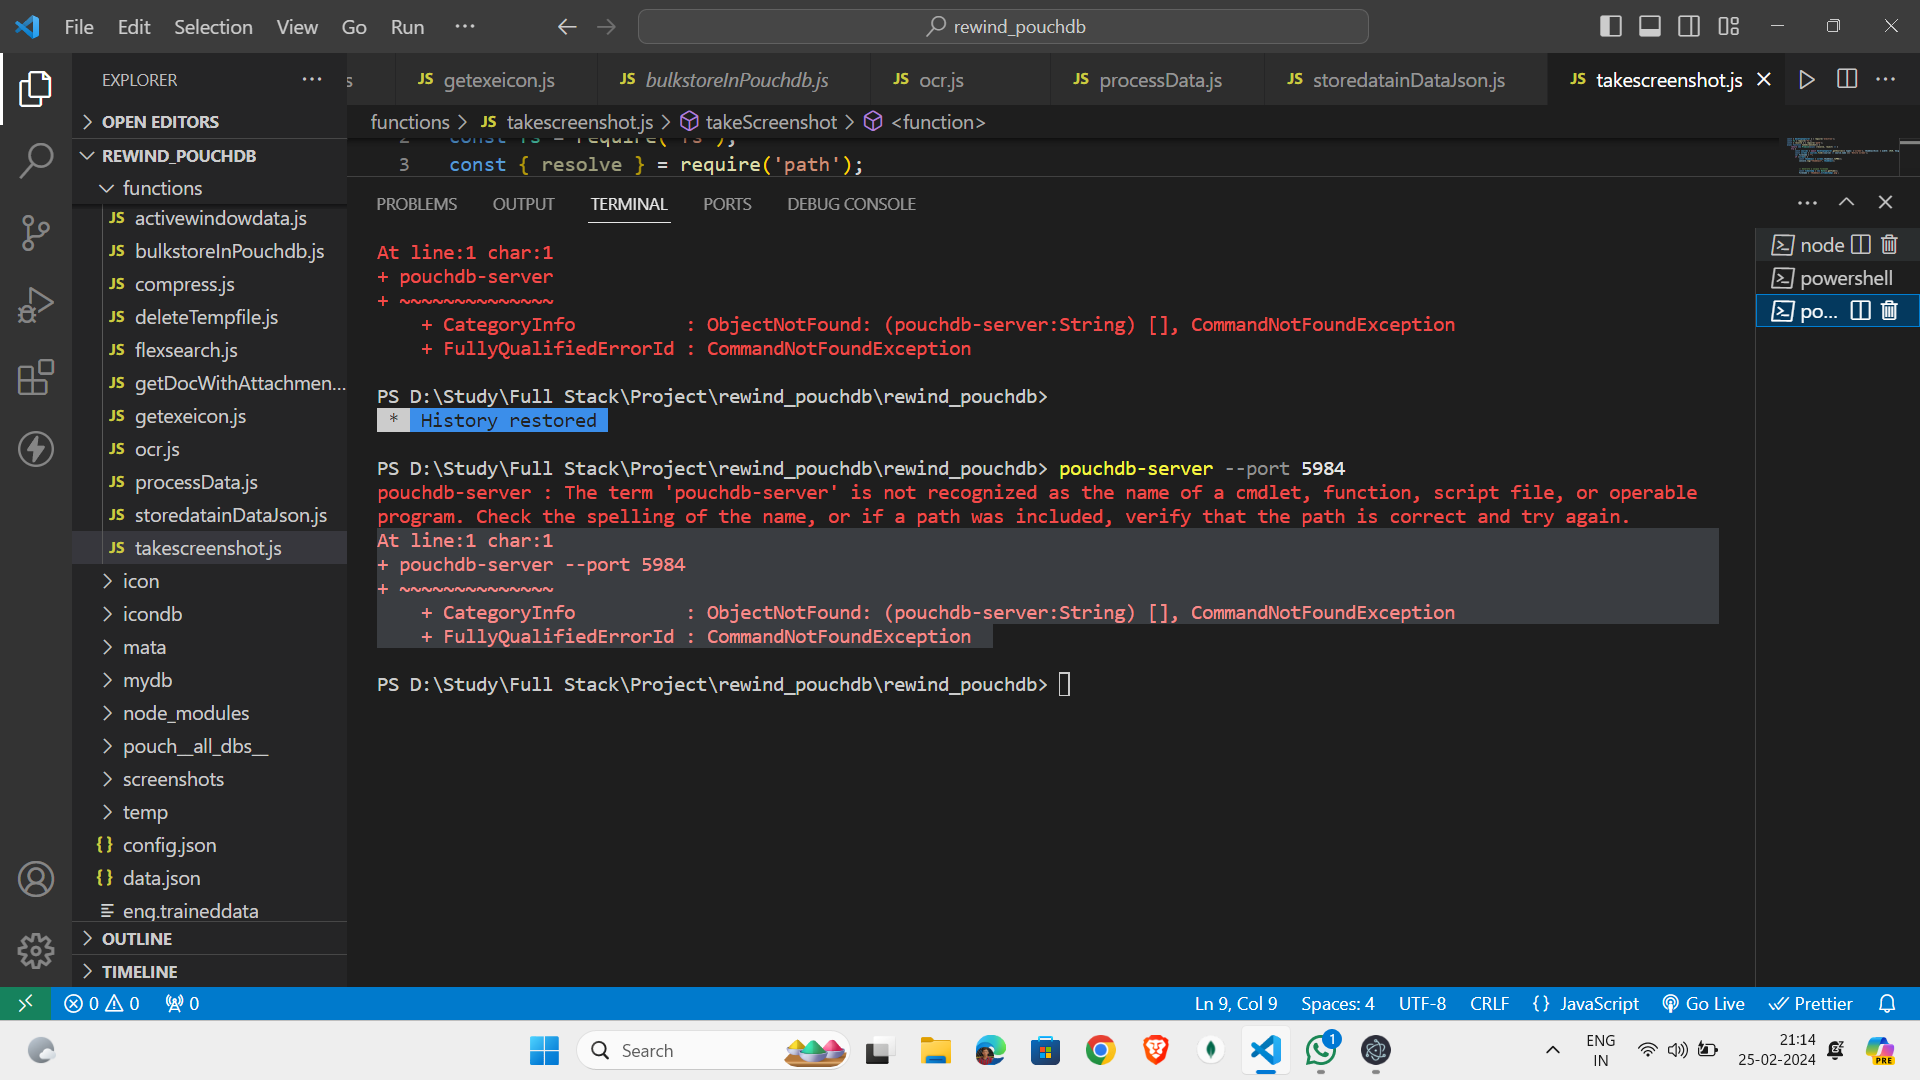 File Edit Selection View Go Run ··· rewind_pouchdb
EXPLORER ···
s JS getexeicon.js JS bulkstoreInPouchdb.js JS ocr.js JS processData.js JS storedatainDataJson.js JS takescreenshot.js
functions > JS takescreenshot.js > takeScreenshot > <function>
2 const fs = require('fs');
3 const { resolve } = require('path');
OPEN EDITORS
REWIND_POUCHDB
functions
JS activewindowdata.js
JS bulkstoreInPouchdb.js
JS compress.js
JS deleteTempfile.js
JS flexsearch.js
JS getDocWithAttachmen...
JS getexeicon.js
JS ocr.js
JS processData.js
JS storedatainDataJson.js
JS takescreenshot.js
icon
icondb
mata
mydb
node_modules
pouch__all_dbs__
screenshots
temp
{} config.json
{} data.json
eng.traineddata
OUTLINE
TIMELINE
PROBLEMS OUTPUT TERMINAL PORTS DEBUG CONSOLE
At line:1 char:1
+ pouchdb-server
+ ~~~~~~~~~~~~~~
+ CategoryInfo : ObjectNotFound: (pouchdb-server:String) [], CommandNotFoundException
+ FullyQualifiedErrorId : CommandNotFoundException
PS D:\Study\Full Stack\Project\rewind_pouchdb\rewind_pouchdb>
* History restored
PS D:\Study\Full Stack\Project\rewind_pouchdb\rewind_pouchdb> pouchdb-server --port 5984
pouchdb-server : The term 'pouchdb-server' is not recognized as the name of a cmdlet, function, script file, or operable
program. Check the spelling of the name, or if a path was included, verify that the path is correct and try again.
At line:1 char:1
+ pouchdb-server --port 5984
+ ~~~~~~~~~~~~~~
+ CategoryInfo : ObjectNotFound: (pouchdb-server:String) [], CommandNotFoundException
+ FullyQualifiedErrorId : CommandNotFoundException
PS D:\Study\Full Stack\Project\rewind_pouchdb\rewind_pouchdb>
node
powershell
po...
0 0 0
Ln 9, Col 9 Spaces: 4 UTF-8 CRLF {} JavaScript Go Live Prettier
Search
1
ENG
IN
21:14
25-02-2024
PRE